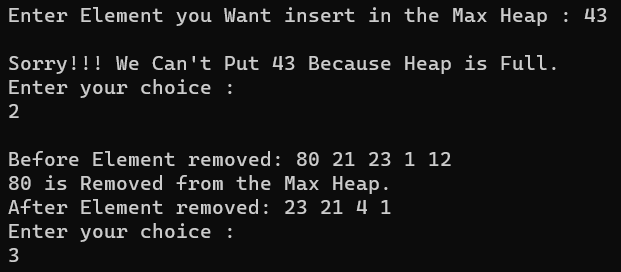 Enter Element you Want insert in the Max Heap : 43
Sorry!!! We Can't Put 43 Because Heap is Full.
Enter your choice :
2
Before Element removed: 80 21 23 1 12
80 is Removed from the Max Heap.
After Element removed: 23 21 4 1
Enter your choice :
3